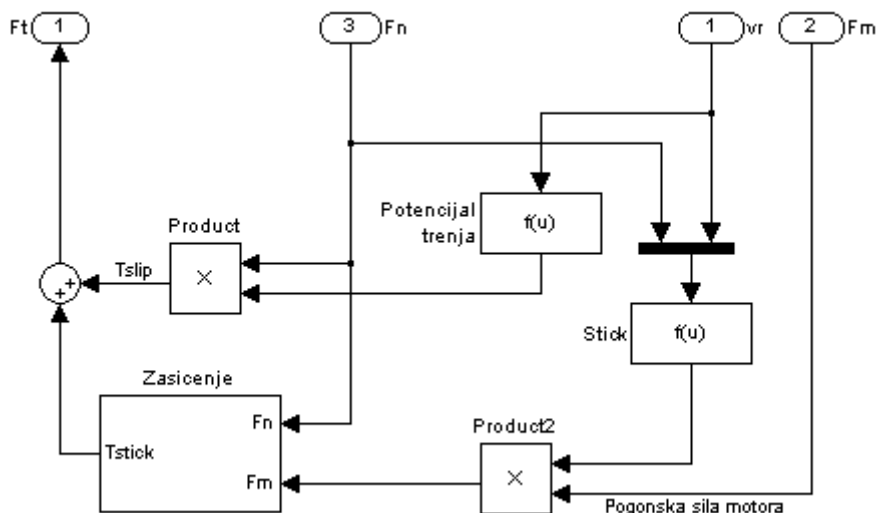 Ft 1
3 Fn
1 vr
2 Fm
Potencijal
trenja
f(u)
Product
×
Tslip
+
+
Stick
f(u)
Zasicenje
Fn
Tstick
Fm
Product2
×
Pogonska sila motora